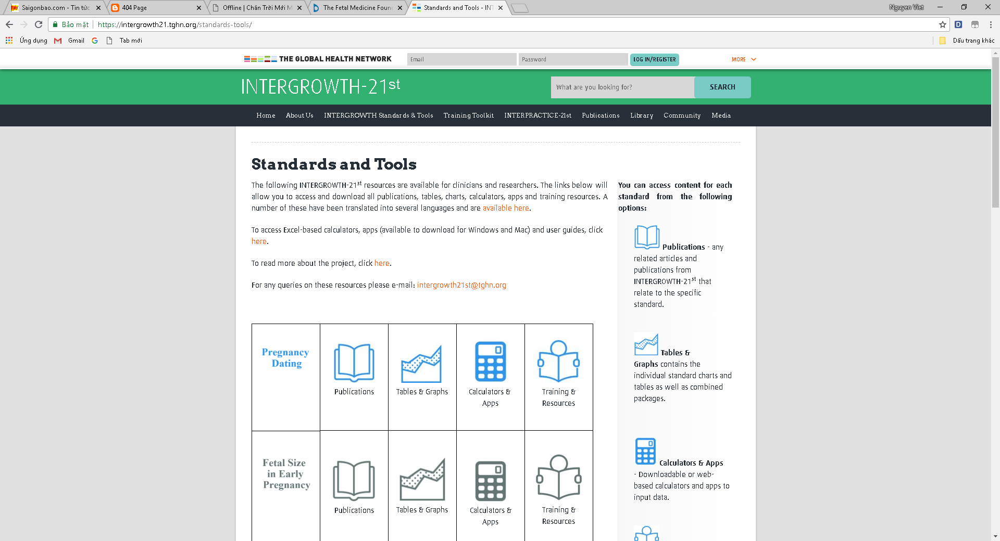 Saigonbao.com - Tin tức
404 Page
Offline | Chân Trời Mới M
The Fetal Medicine Foun
Standards and Tools - INT
Nguyen Viet
Bảo mật
https://intergrowth21.tghn.org/standards-tools/
Ứng dụng
Gmail
Tab mới
Dấu trang khác
THE GLOBAL HEALTH NETWORK
Email
Password
LOG IN/REGISTER
MORE
INTERGROWTH-21st
What are you looking for?
SEARCH
Home
About Us
INTERGROWTH Standards & Tools
Training Toolkit
INTERPRACTICE-21st
Publications
Library
Community
Media
Standards and Tools
The following INTERGROWTH-21st resources are available for clinicians and researchers. The links below will
allow you to access and download all publications, tables, charts, calculators, apps and training resources. A
number of these have been translated into several languages and are available here.
To access Excel-based calculators, apps (available to download for Windows and Mac) and user guides, click
here.
To read more about the project, click here.
For any queries on these resources please e-mail: intergrowth21st@tghn.org
Pregnancy
Dating
Publications
Tables & Graphs
Calculators &
Apps
Training &
Resources
Fetal Size
in Early
Pregnancy
Publications
Tables & Graphs
Calculators &
Apps
Training &
Resources
You can access content for each
standard from the following
options:
Publications - any
related articles and
publications from
INTERGROWTH-21st that
relate to the specific
standard.
Tables &
Graphs contains the
individual standard charts and
tables as well as combined
packages.
Calculators & Apps
- Downloadable or web-
based calculators and apps to
input data.